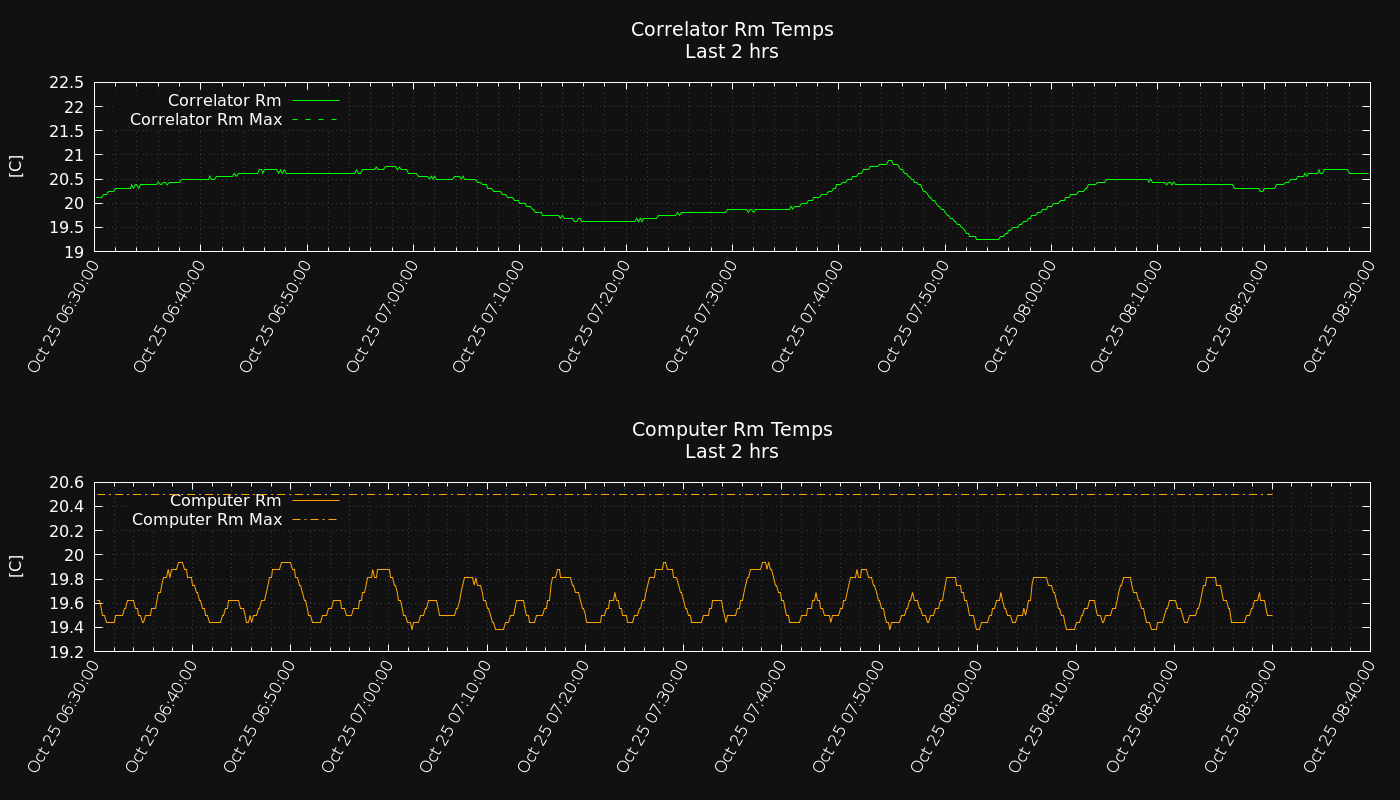 Correlator Rm Temps
Last 2 hrs
22.5
22
21.5
21
20.5
20
19.5
19
[C]
Correlator Rm
Correlator Rm Max
Oct 25 06:30:00
Oct 25 06:40:00
Oct 25 06:50:00
Oct 25 07:00:00
Oct 25 07:10:00
Oct 25 07:20:00
Oct 25 07:30:00
Oct 25 07:40:00
Oct 25 07:50:00
Oct 25 08:00:00
Oct 25 08:10:00
Oct 25 08:20:00
Oct 25 08:30:00
Computer Rm Temps
Last 2 hrs
20.6
20.4
20.2
20
19.8
19.6
19.4
19.2
[C]
Computer Rm
Computer Rm Max
Oct 25 06:30:00
Oct 25 06:40:00
Oct 25 06:50:00
Oct 25 07:00:00
Oct 25 07:10:00
Oct 25 07:20:00
Oct 25 07:30:00
Oct 25 07:40:00
Oct 25 07:50:00
Oct 25 08:00:00
Oct 25 08:10:00
Oct 25 08:20:00
Oct 25 08:30:00
Oct 25 08:40:00